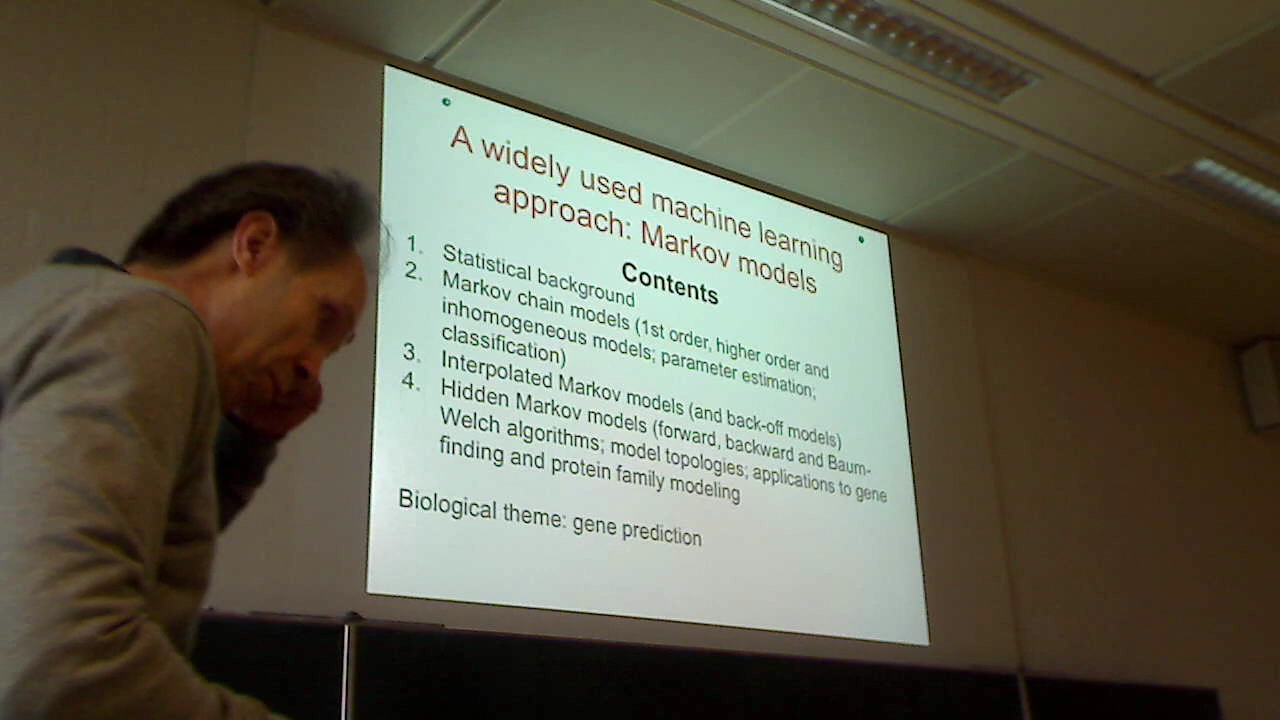 A widely used machine learning
approach: Markov models
Contents
1. Statistical background
2. Markov chain models (1st order, higher order and
inhomogeneous models; parameter estimation;
classification)
3. Interpolated Markov models (and back-off models)
4. Hidden Markov models (forward, backward and Baum-
Welch algorithms; model topologies; applications to gene
finding and protein family modeling
Biological theme: gene prediction